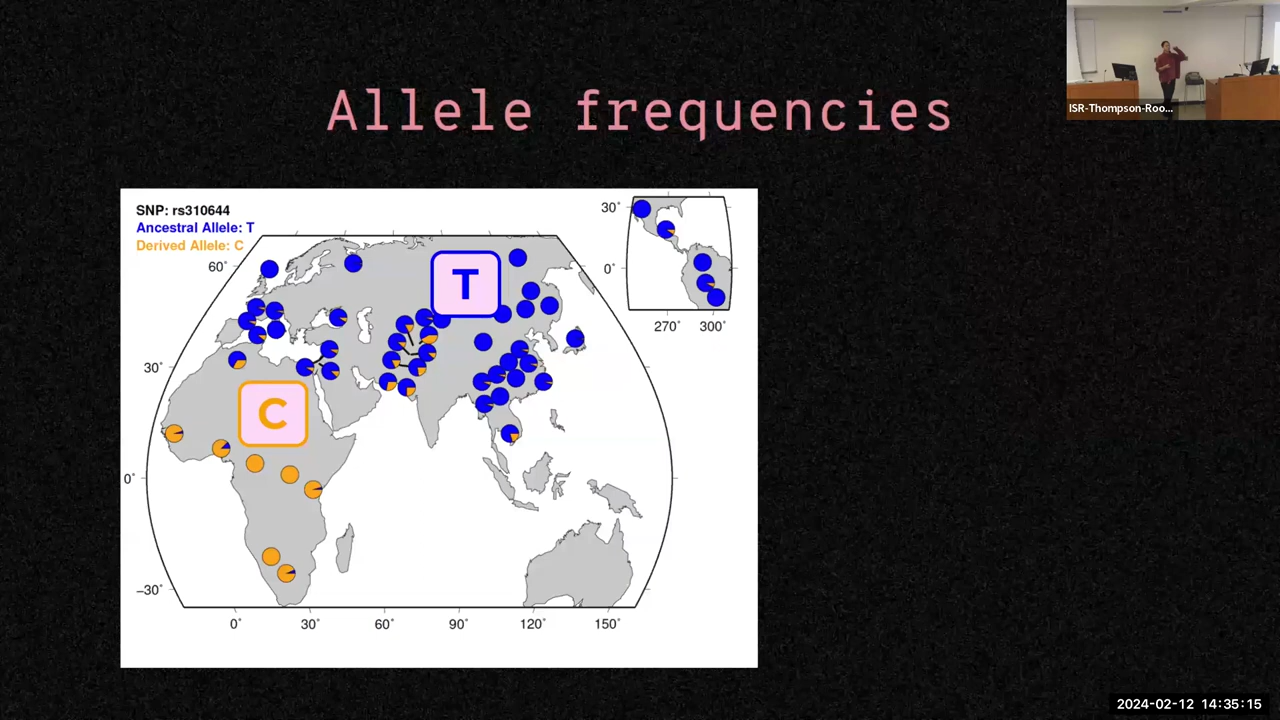 Allele frequencies
ISR-Thompson-Roo...
SNP: rs310644
Ancestral Allele: T
Derived Allele: C
T
C
60°
30°
0°
−30°
0°
30°
60°
90°
120°
150°
30°
0°
270°
300°
2024-02-12 14:35:15